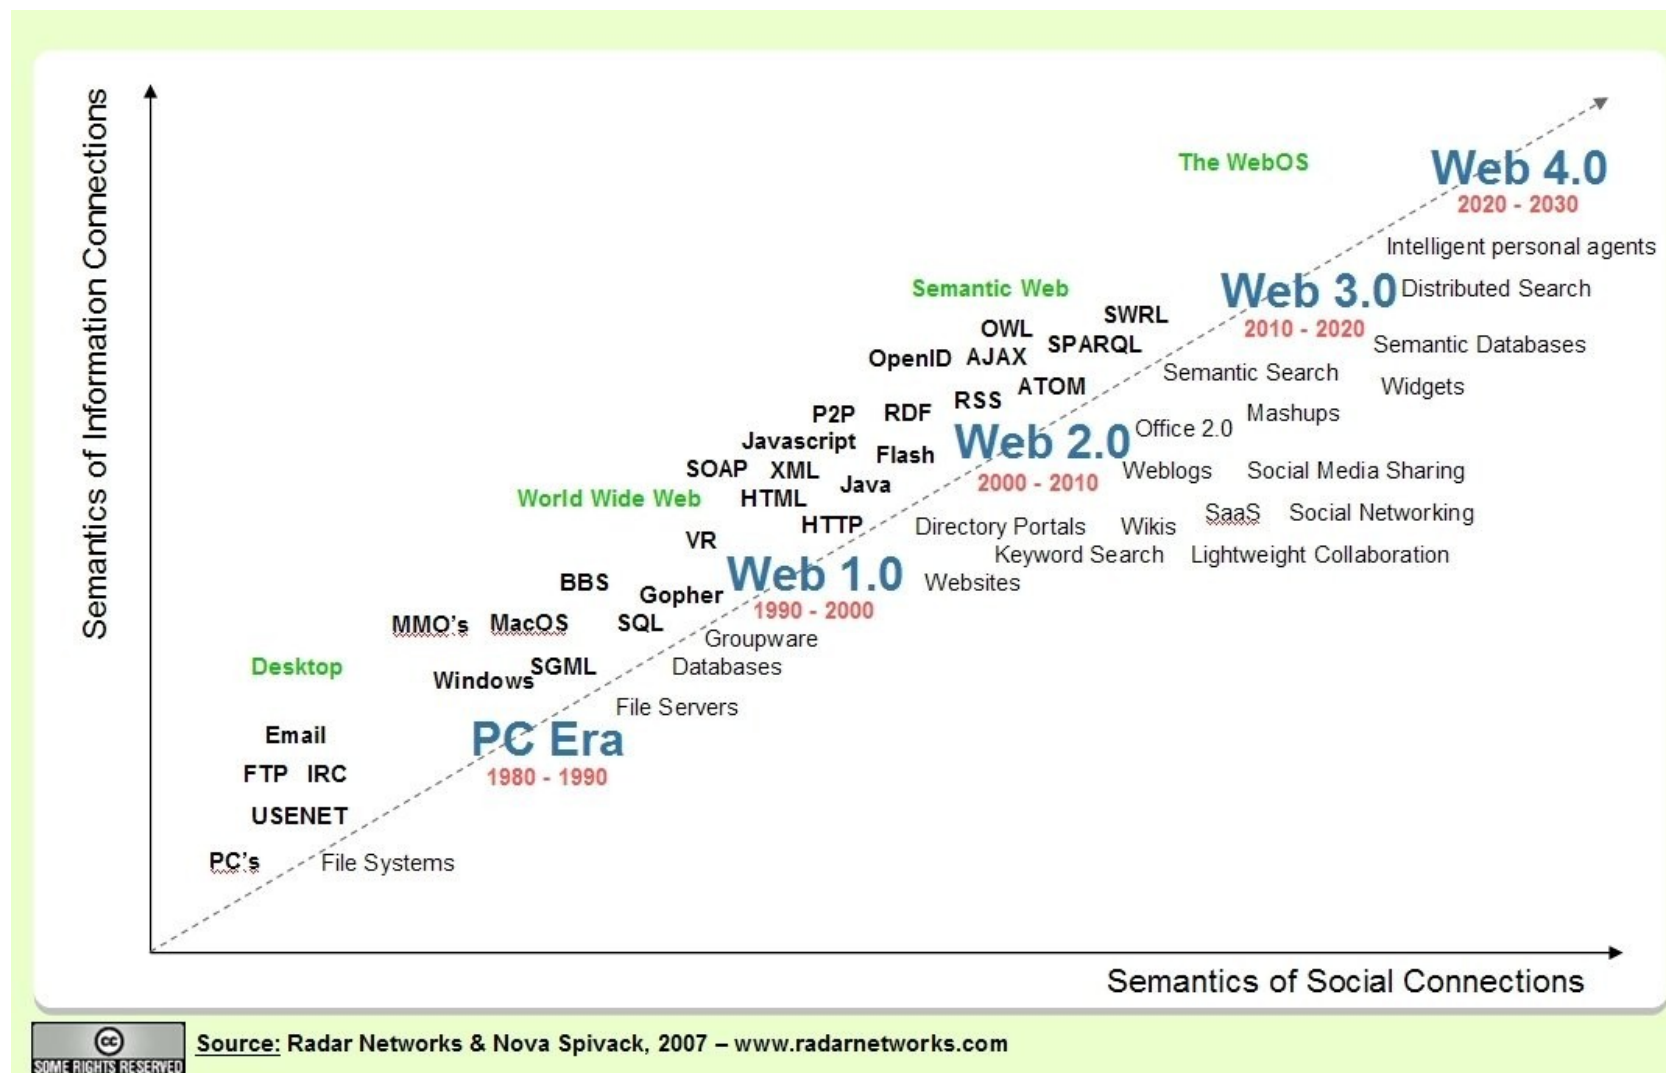 Semantics of Information Connections
The WebOS
Web 4.0
2020 - 2030
Intelligent personal agents
Semantic Web
Web 3.0
Distributed Search
2010 - 2020
SWRL
OWL
SPARQL
Semantic Databases
OpenID
AJAX
Semantic Search
Widgets
ATOM
RSS
P2P
RDF
Mashups
Office 2.0
Javascript
Web 2.0
Flash
SOAP
XML
Weblogs
Social Media Sharing
2000 - 2010
Java
World Wide Web
HTML
SaaS
Social Networking
HTTP
Directory Portals
Wikis
VR
Keyword Search
Lightweight Collaboration
Web 1.0
Websites
BBS
Gopher
1990 - 2000
MMO's
MacOS
SQL
Groupware
Desktop
SGML
Databases
Windows
File Servers
Email
PC Era
1980 - 1990
FTP IRC
USENET
PC's
File Systems
Semantics of Social Connections
cc
SOME RIGHTS RESERVED
Source: Radar Networks & Nova Spivack, 2007 – www.radarnetworks.com